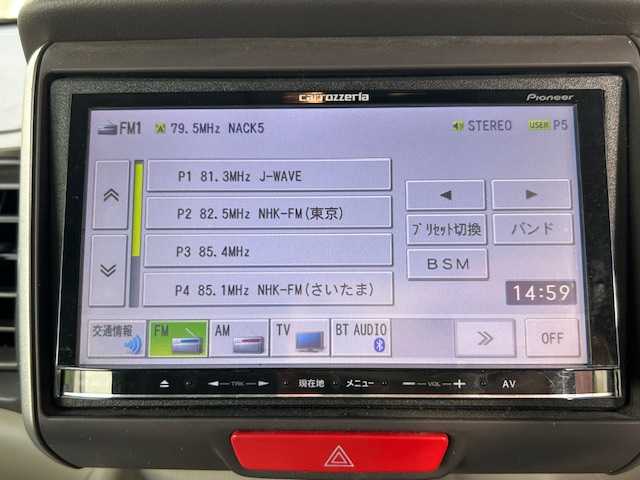 carrozzeria
Pioneer
FM1 79.5MHz NACK5 STEREO USER P5
P1 81.3MHz J-WAVE
P2 82.5MHz NHK-FM(東京)
P3 85.4MHz
P4 85.1MHz NHK-FM(さいたま)
プリセット切換 バンド
BSM
14:59
交通情報 FM AM TV BT AUDIO OFF
TRK 現在地 メニュー VOL AV